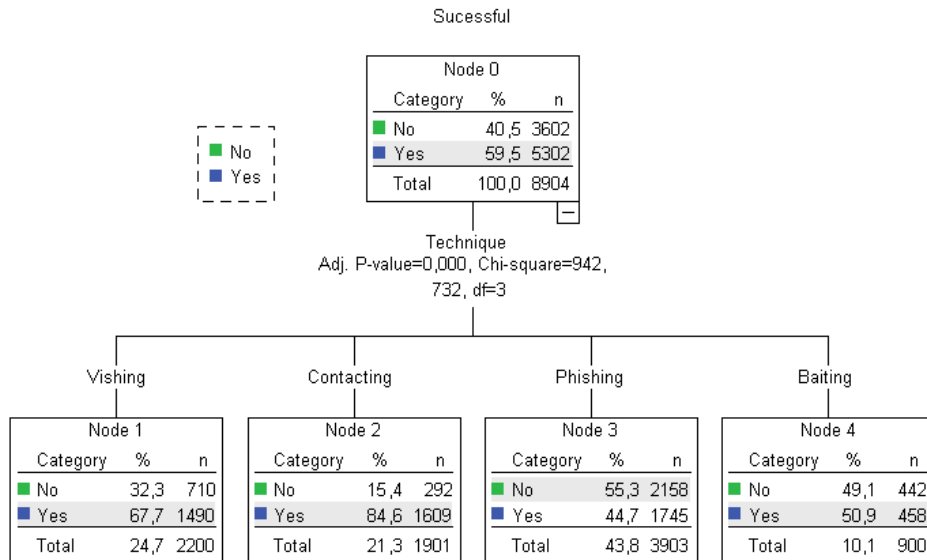 Sucessful
Node 0
Category % n
No 40,5 3602
Yes 59,5 5302
Total 100,0 8904
No
Yes
Technique
Adj. P-value=0,000, Chi-square=942,
732, df=3
Vishing
Contacting
Phishing
Baiting
Node 1
Category % n
No 32,3 710
Yes 67,7 1490
Total 24,7 2200
Node 2
Category % n
No 15,4 292
Yes 84,6 1609
Total 21,3 1901
Node 3
Category % n
No 55,3 2158
Yes 44,7 1745
Total 43,8 3903
Node 4
Category % n
No 49,1 442
Yes 50,9 458
Total 10,1 900